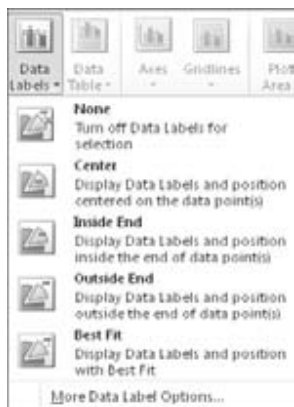 Data Data Axes Gridlines Plot
Labels Table Area
None
Turn off Data Labels for
selection
Center
Display Data Labels and position
centered on the data point(s)
Inside End
Display Data Labels and position
inside the end of data point(s)
Outside End
Display Data Labels and position
outside the end of data point(s)
Best Fit
Display Data Labels and position
with Best Fit
More Data Label Options...